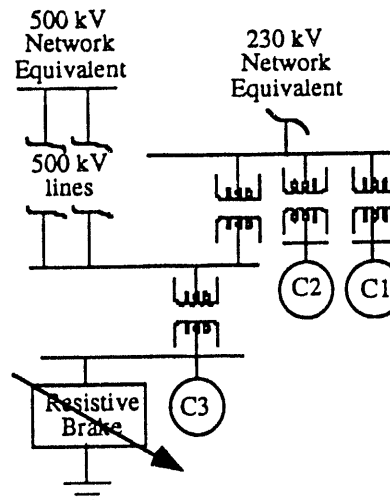 500 kV
Network
Equivalent
230 kV
Network
Equivalent
500 kV
lines
C2
C1
C3
Resistive
Brake